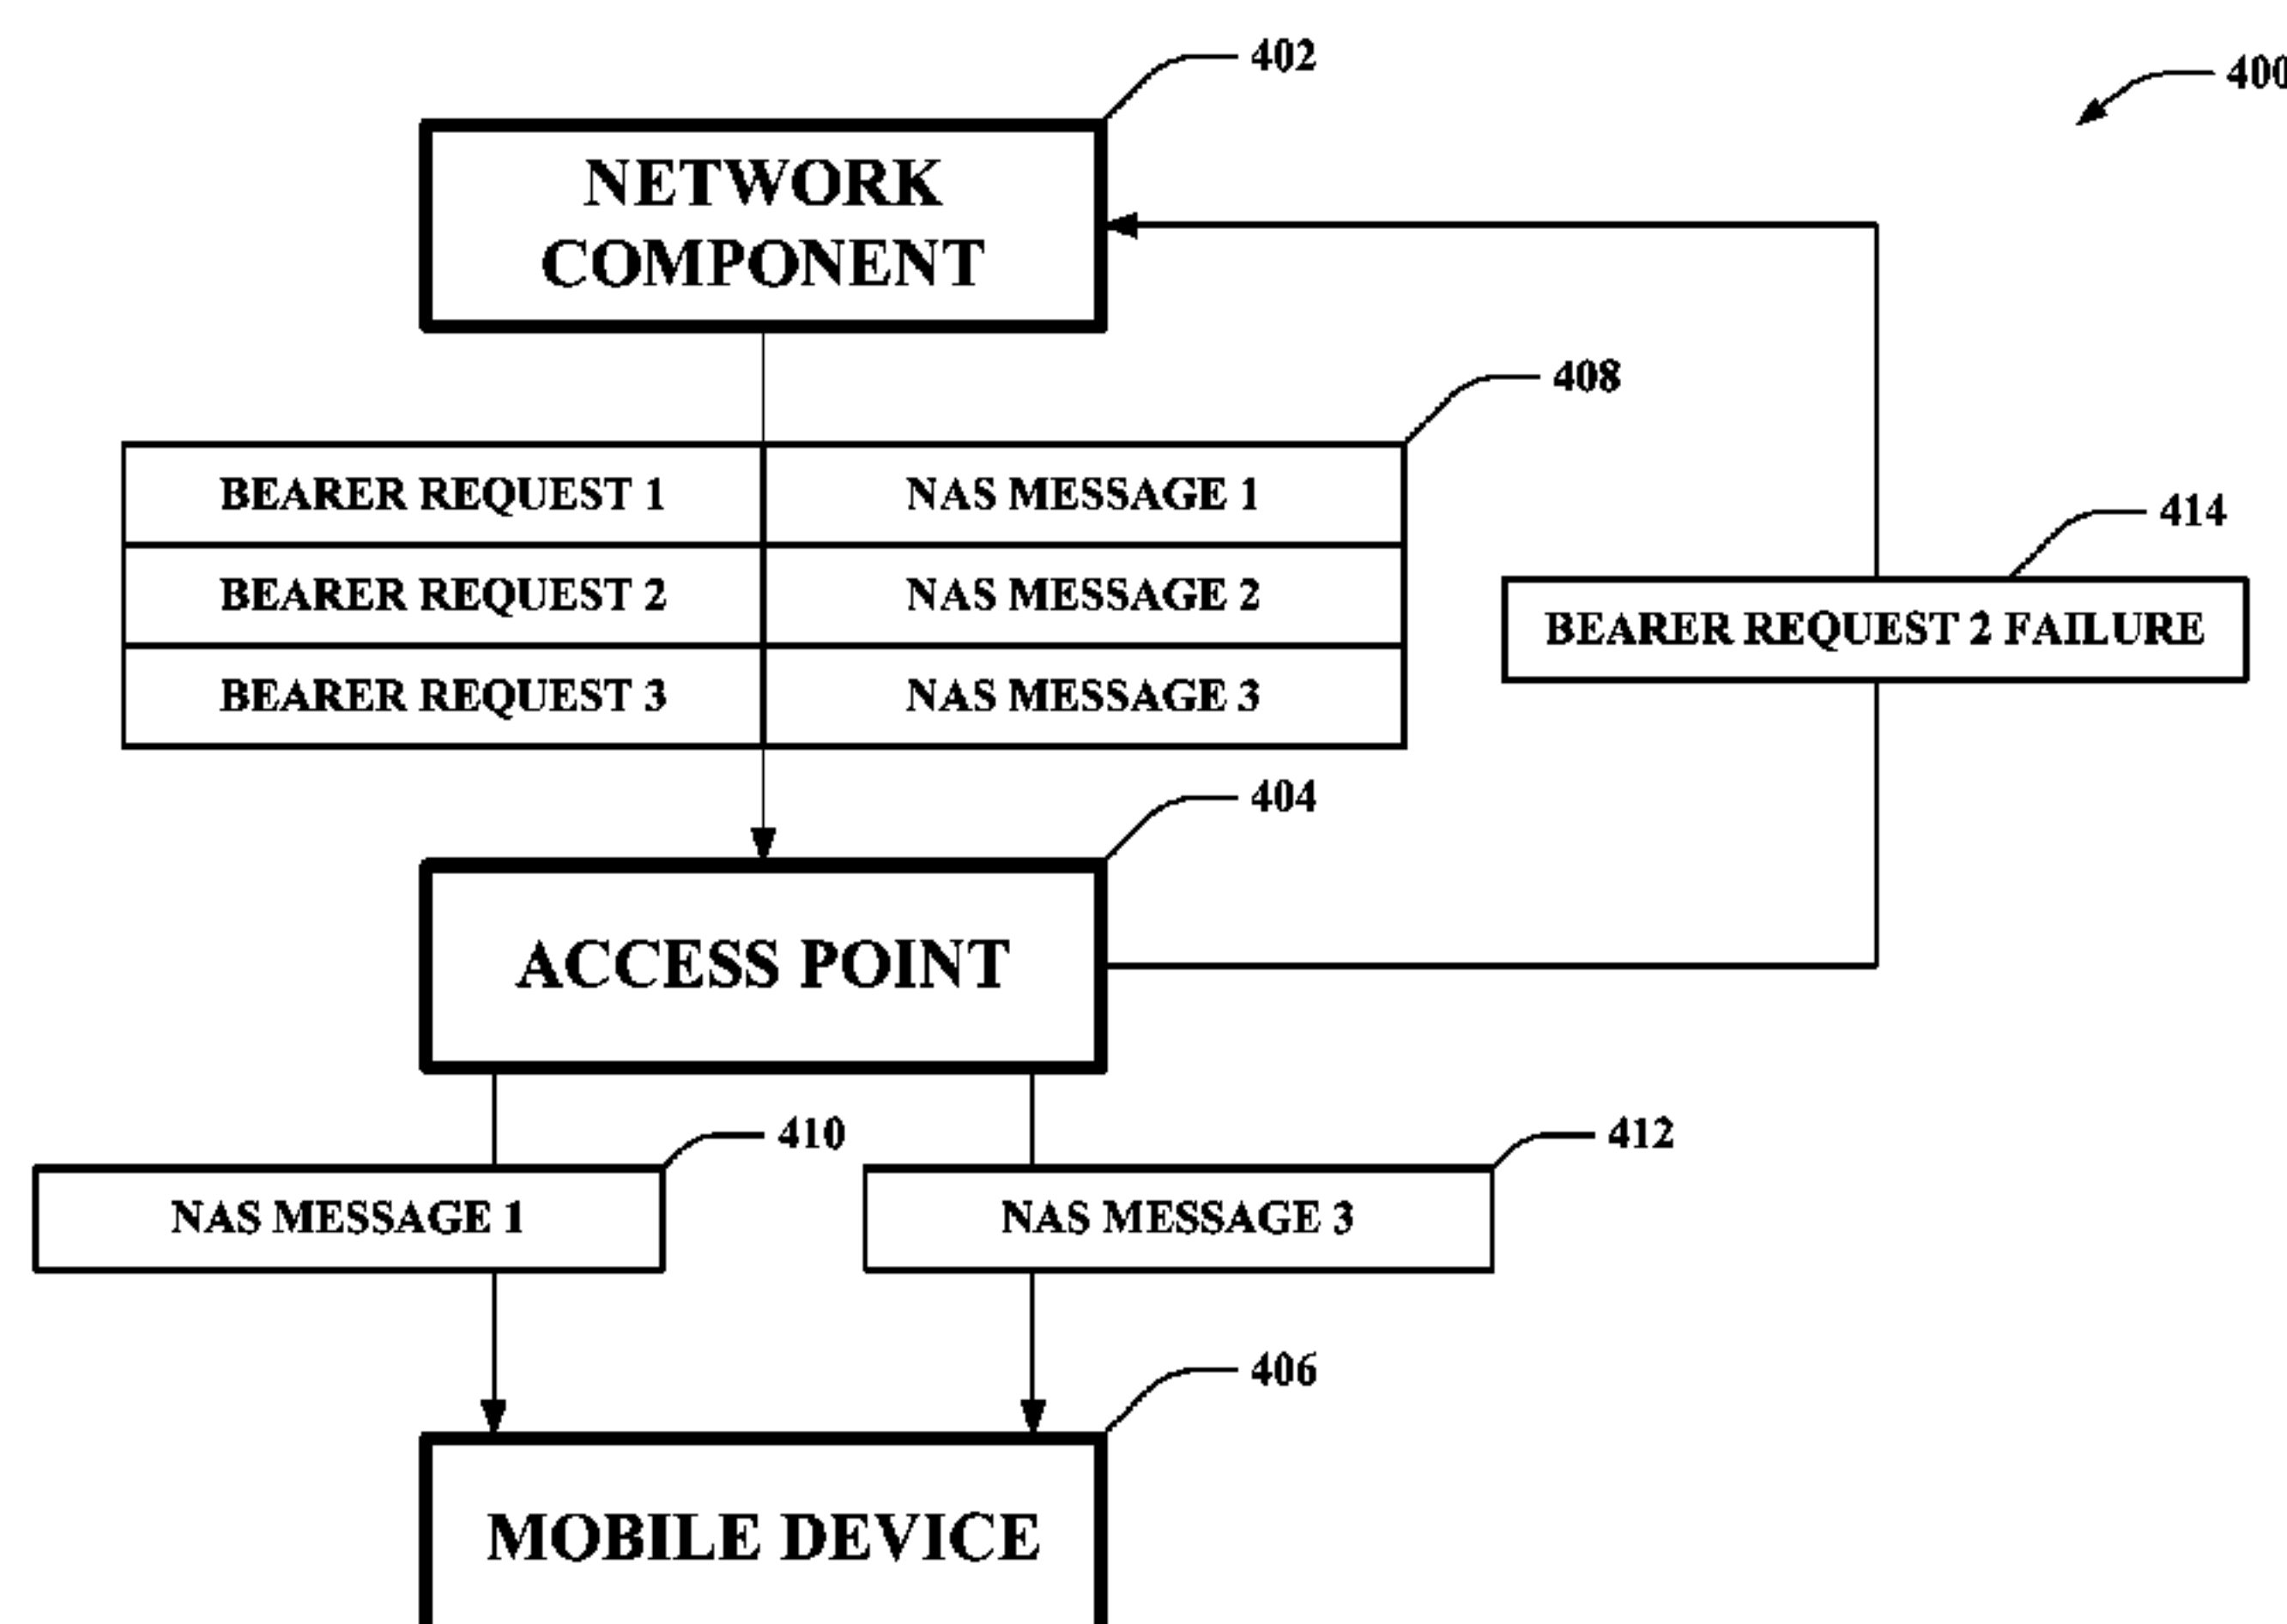 402
400
NETWORK
COMPONENT
408
BEARER REQUEST 1 NAS MESSAGE 1
414
BEARER REQUEST 2 NAS MESSAGE 2
BEARER REQUEST 2 FAILURE
BEARER REQUEST 3 NAS MESSAGE 3
404
ACCESS POINT
410
412
NAS MESSAGE 1
NAS MESSAGE 3
406
MOBILE DEVICE